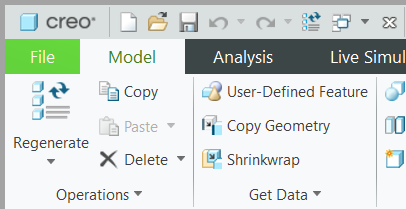 creo
File Model Analysis Live Simul
Copy User-Defined Feature
Paste Copy Geometry
Regenerate
Delete Shrinkwrap
Operations Get Data